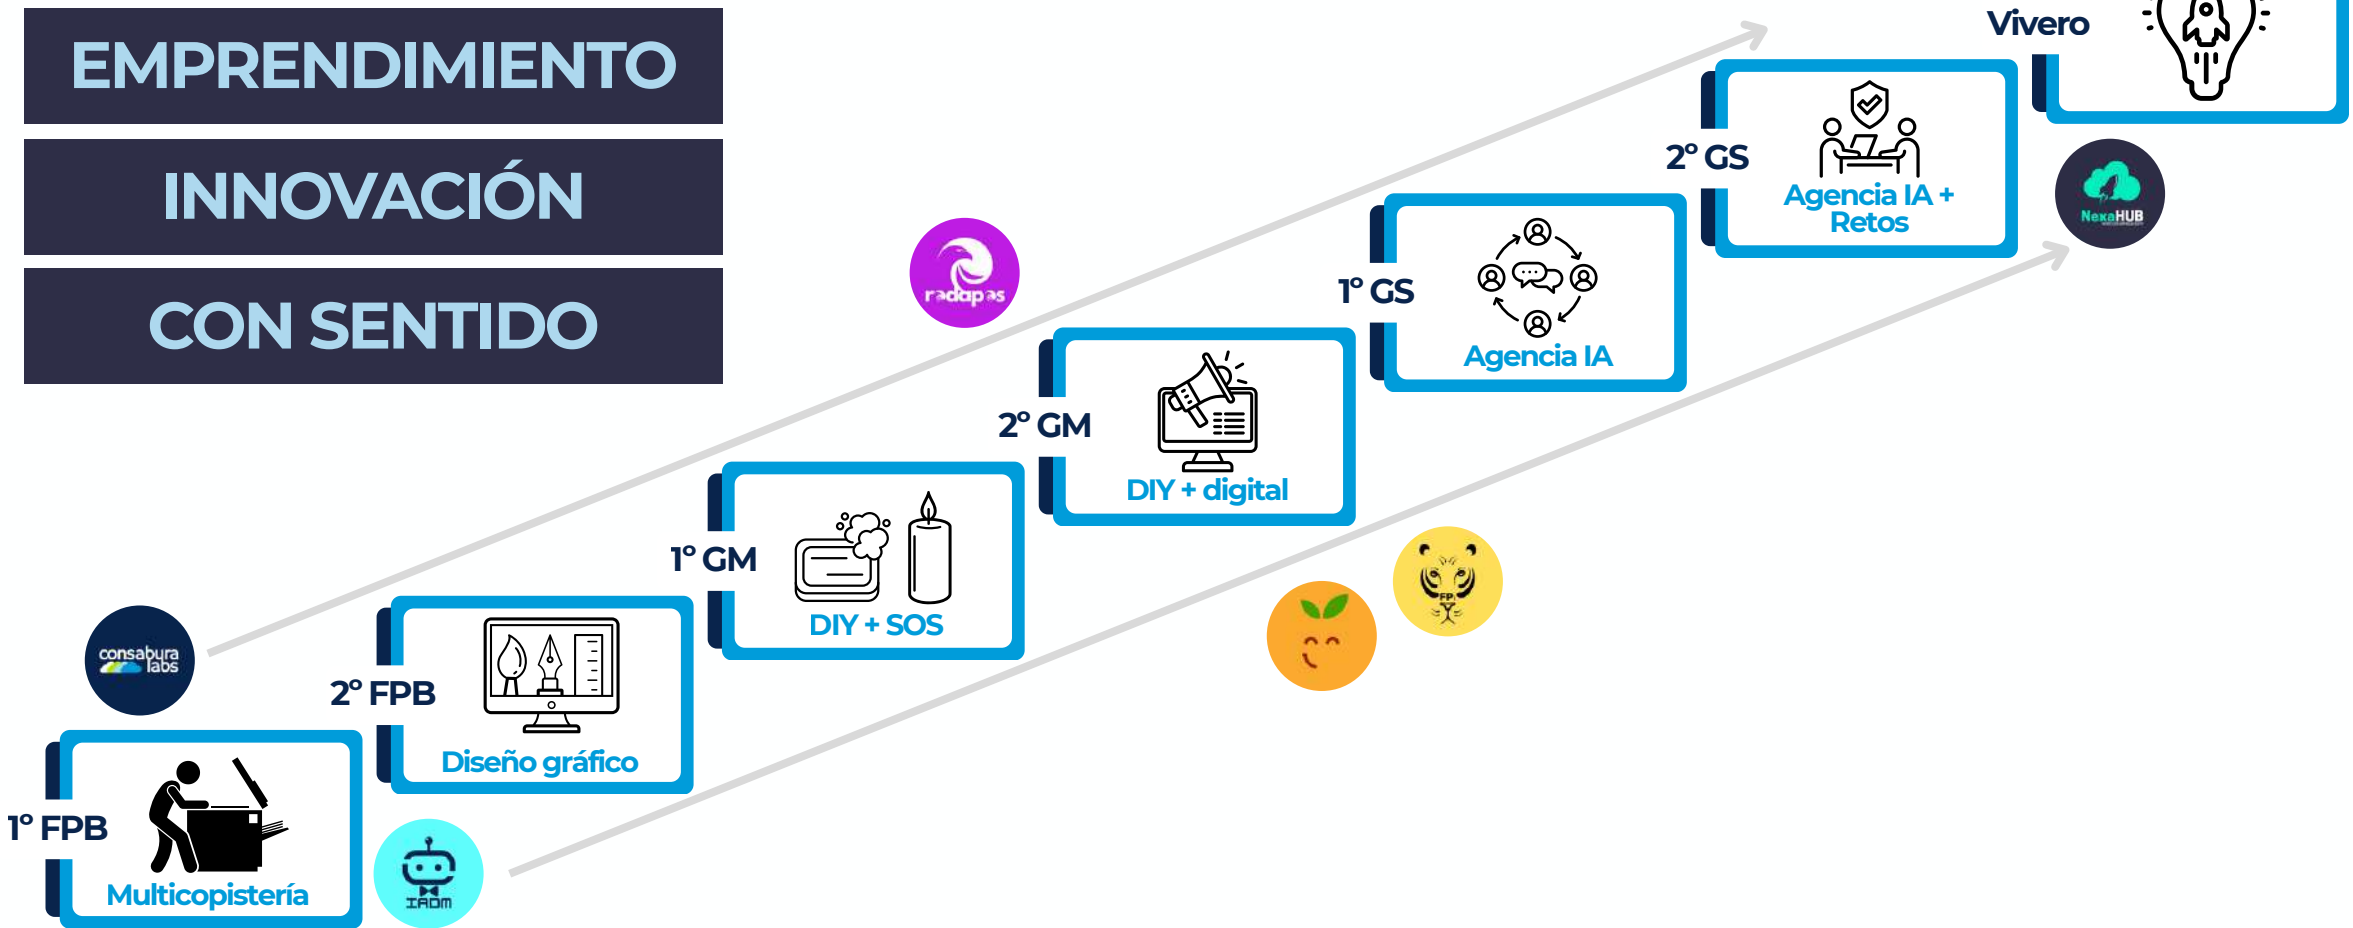 EMPRENDIMIENTO
INNOVACIÓN
CON SENTIDO
Vivero
2º GS
Agencia IA +
Retos
NexaHUB
1º GS
Agencia IA
radapas
2º GM
DIY + digital
1º GM
DIY + SOS
FPi
consabura
labs
2º FPB
Diseño gráfico
1º FPB
Multicopistería
IADM